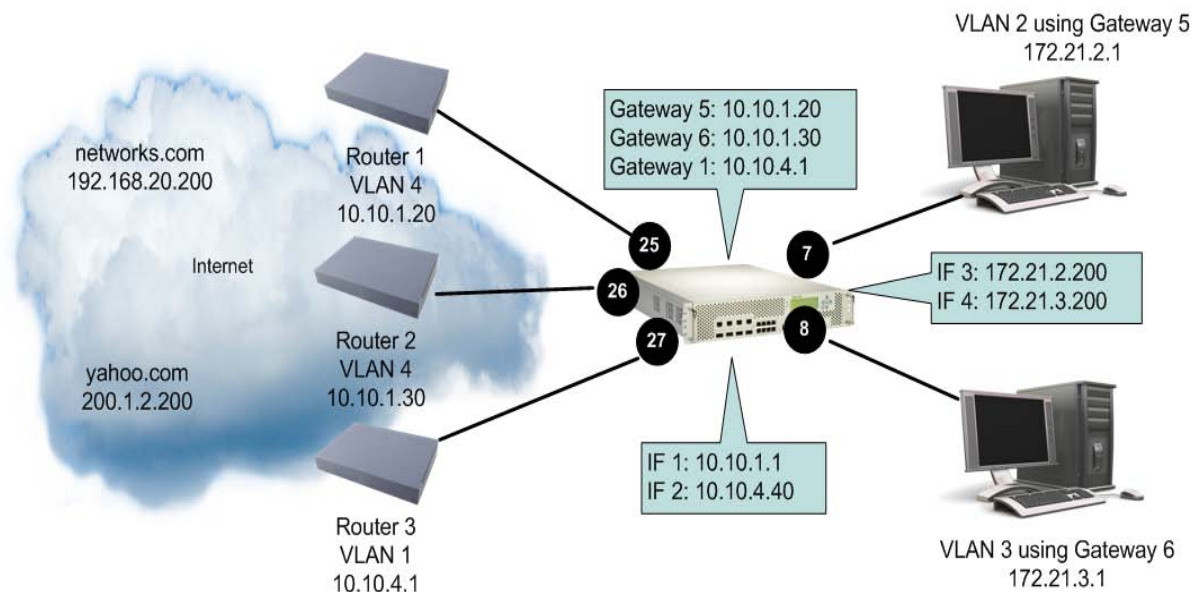 VLAN 2 using Gateway 5
172.21.2.1
Gateway 5: 10.10.1.20
Gateway 6: 10.10.1.30
Gateway 1: 10.10.4.1
networks.com
192.168.20.200
Router 1
VLAN 4
10.10.1.20
Internet
25
7
26
IF 3: 172.21.2.200
IF 4: 172.21.3.200
8
27
Router 2
VLAN 4
10.10.1.30
yahoo.com
200.1.2.200
IF 1: 10.10.1.1
IF 2: 10.10.4.40
Router 3
VLAN 1
10.10.4.1
VLAN 3 using Gateway 6
172.21.3.1